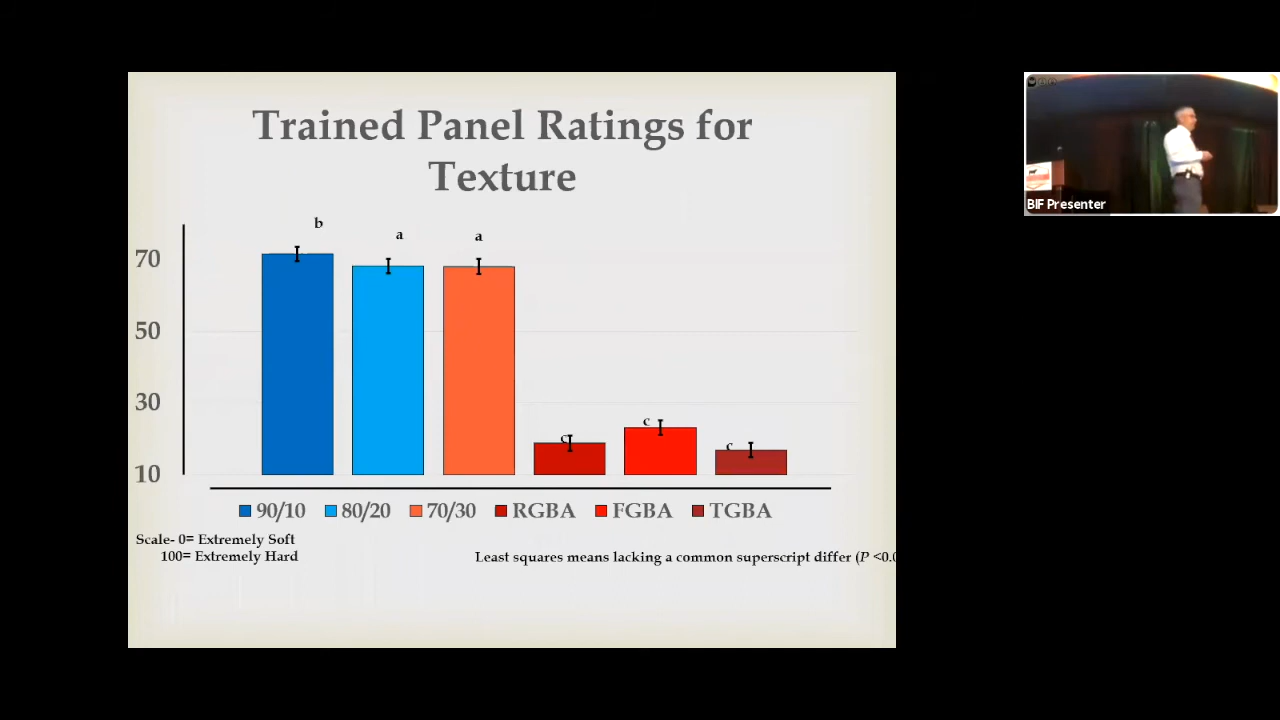 Trained Panel Ratings for
Texture
b
a
a
70
50
30
10
c
c
c
90/10
80/20
70/30
RGBA
FGBA
TGBA
Scale- 0= Extremely Soft
100= Extremely Hard
Least squares means lacking a common superscript differ (P <0.0
BIF Presenter